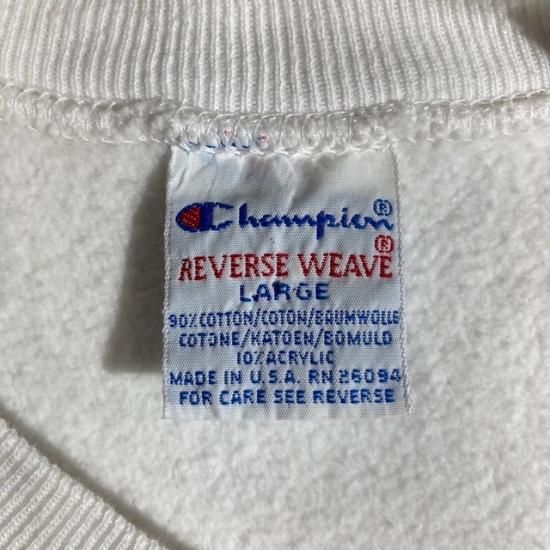 Champion®
REVERSE WEAVE®
LARGE
90% COTTON/COTON/BAUMWOLLE
COTONE/KATOEN/BOMULD
10% ACRYLIC
MADE IN U.S.A. RN 26094
FOR CARE SEE REVERSE